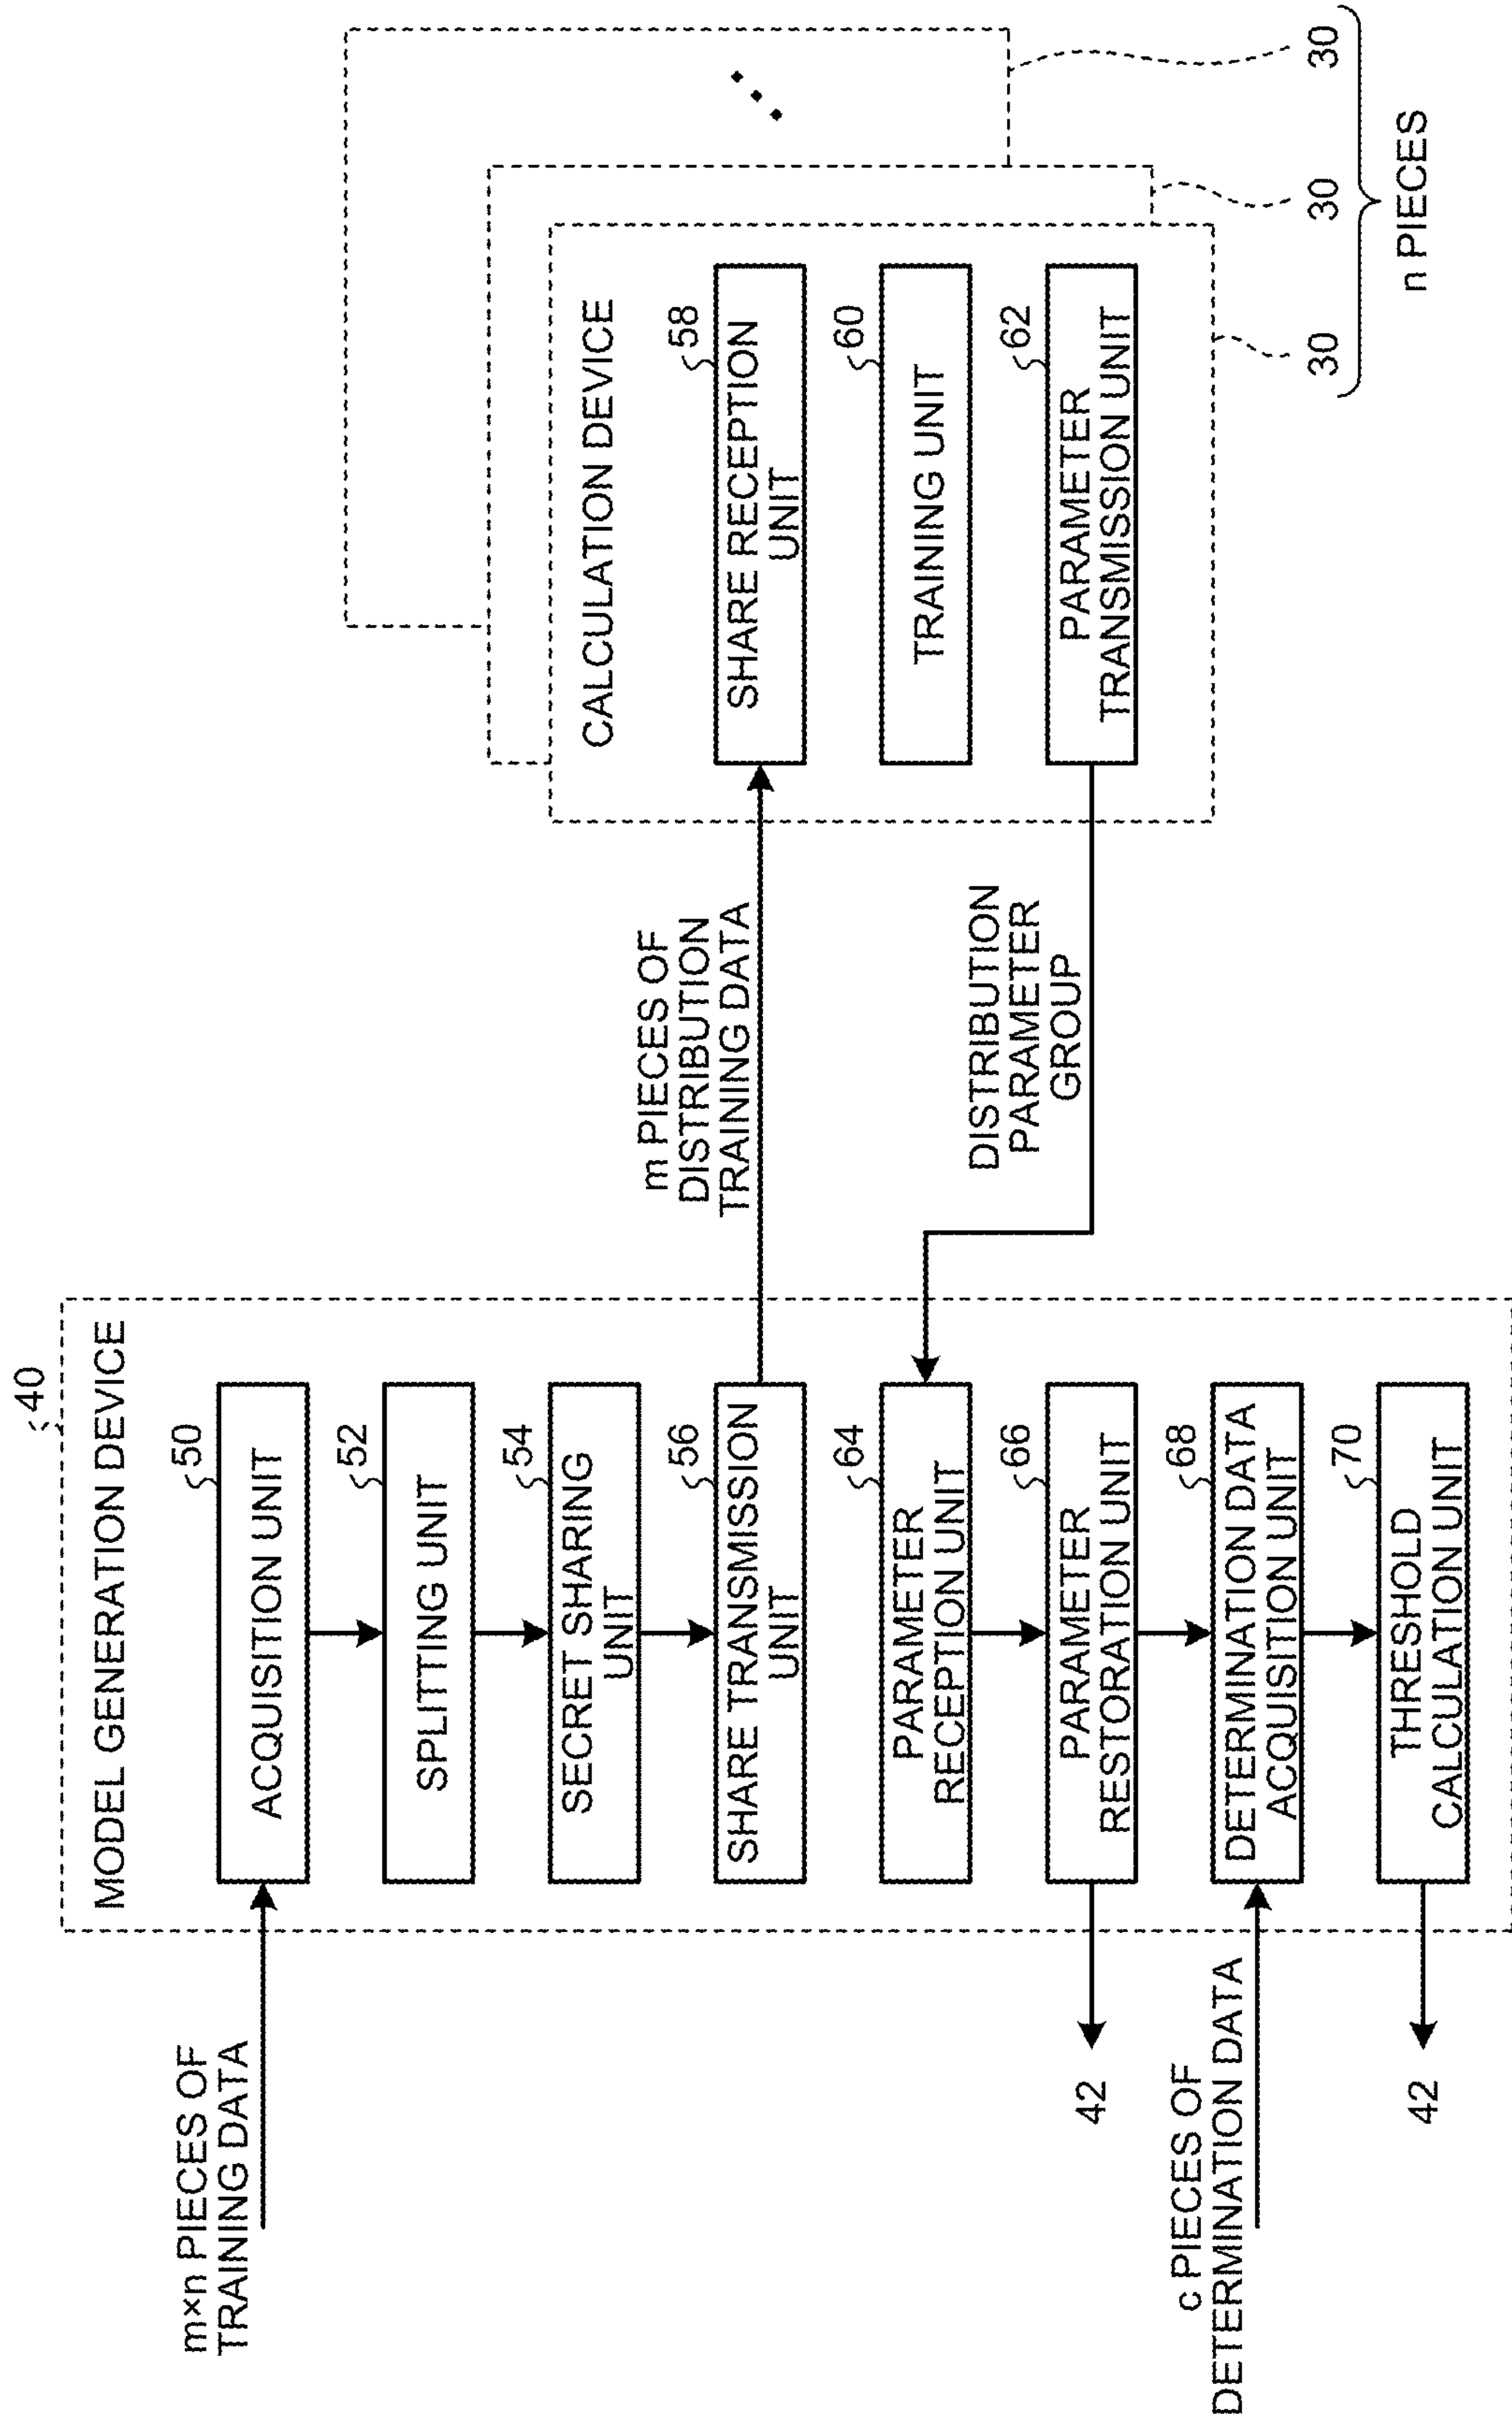 MODEL GENERATION DEVICE
40
m×n PIECES OF
TRAINING DATA
50
ACQUISITION UNIT
52
SPLITTING UNIT
54
SECRET SHARING
UNIT
56
SHARE TRANSMISSION
UNIT
64
PARAMETER
RECEPTION UNIT
66
PARAMETER
RESTORATION UNIT
42
c PIECES OF
DETERMINATION DATA
68
DETERMINATION DATA
ACQUISITION UNIT
70
THRESHOLD
CALCULATION UNIT
42
m PIECES OF
DISTRIBUTION
TRAINING DATA
DISTRIBUTION
PARAMETER
GROUP
CALCULATION DEVICE
58
SHARE RECEPTION
UNIT
60
TRAINING UNIT
62
PARAMETER
TRANSMISSION UNIT
30
30
30
n PIECES